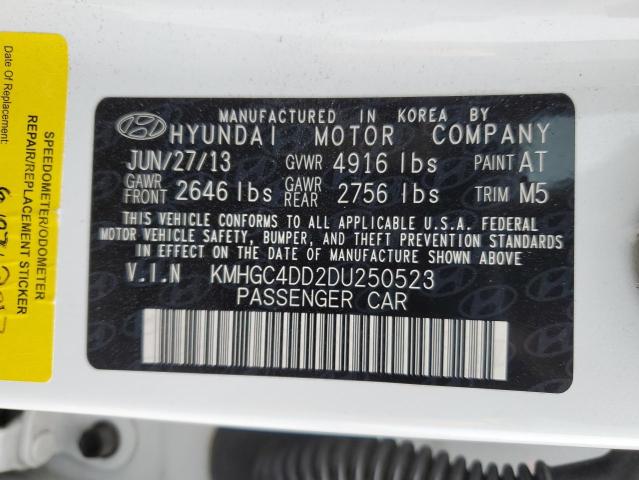 MANUFACTURED IN KOREA BY
HYUNDAI MOTOR COMPANY
JUN/27/13 GVWR 4916 lbs PAINT AT
GAWR FRONT 2646 lbs GAWR REAR 2756 lbs TRIM M5
THIS VEHICLE CONFORMS TO ALL APPLICABLE U.S.A. FEDERAL
MOTOR VEHICLE SAFETY, BUMPER, AND THEFT PREVENTION
STANDARDS IN EFFECT ON THE DATE OF MANUFACTURE SHOWN ABOVE
V.I.N KMHGC4DD2DU250523
PASSENGER CAR
SPEEDOMETER/ODOMETER
REPAIR/REPLACEMENT STICKER
Date Of Replacement: